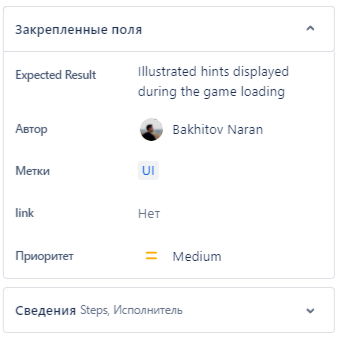 Закрепленные поля
Expected Result
Illustrated hints displayed
during the game loading
Автор
Bakhitov Naran
Метки
UI
link
Нет
Приоритет
Medium
Сведения Steps, Исполнитель